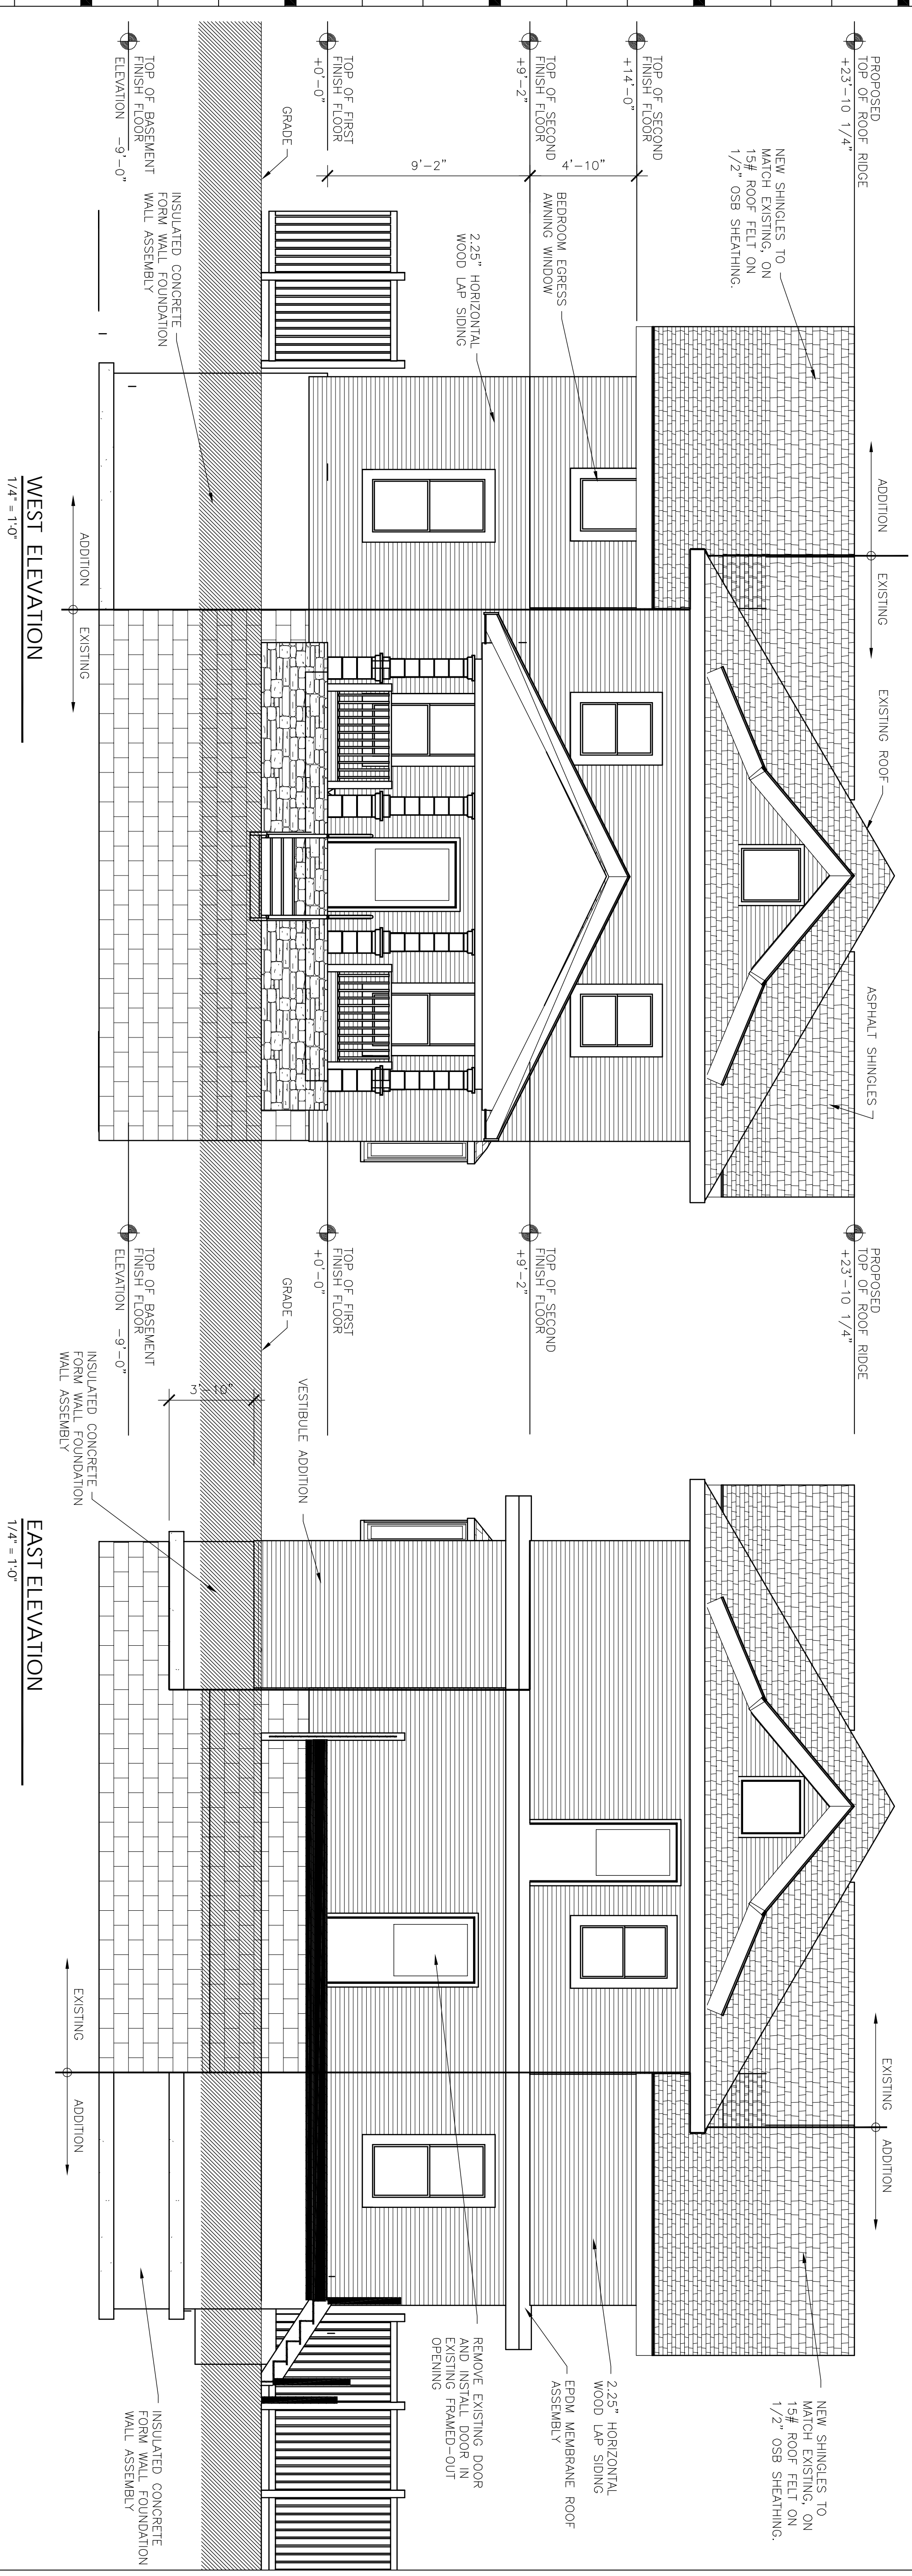 PROPOSED
TOP OF ROOF RIDGE
+23'-10 1/4"
TOP OF SECOND
FINISH FLOOR
+14'-0"
TOP OF SECOND
FINISH FLOOR
+9'-2"
TOP OF FIRST
FINISH FLOOR
+0'-0"
GRADE
TOP OF BASEMENT
FINISH FLOOR
ELEVATION -9'-0"
4'-10"
9'-2"
NEW SHINGLES TO
MATCH EXISTING, ON
15# ROOF FELT ON
1/2" OSB SHEATHING.
BEDROOM EGRESS
AWNING WINDOW
2.25" HORIZONTAL
WOOD LAP SIDING
INSULATED CONCRETE
FORM WALL FOUNDATION
WALL ASSEMBLY
ADDITION
EXISTING
EXISTING ROOF
ASPHALT SHINGLES
ADDITION
EXISTING
WEST ELEVATION
1/4" = 1'0"
PROPOSED
TOP OF ROOF RIDGE
+23'-10 1/4"
TOP OF SECOND
FINISH FLOOR
+9'-2"
TOP OF FIRST
FINISH FLOOR
+0'-0"
GRADE
TOP OF BASEMENT
FINISH FLOOR
ELEVATION -9'-0"
3'-10"
VESTIBULE ADDITION
INSULATED CONCRETE
FORM WALL FOUNDATION
WALL ASSEMBLY
EXISTING
ADDITION
NEW SHINGLES TO
MATCH EXISTING, ON
15# ROOF FELT ON
1/2" OSB SHEATHING.
2.25" HORIZONTAL
WOOD LAP SIDING
EPDM MEMBRANE ROOF
ASSEMBLY
REMOVE EXISTING DOOR
AND INSTALL DOOR IN
EXISTING FRAMED-OUT
OPENING
INSULATED CONCRETE
FORM WALL FOUNDATION
WALL ASSEMBLY
EXISTING
ADDITION
EAST ELEVATION
1/4" = 1'0"